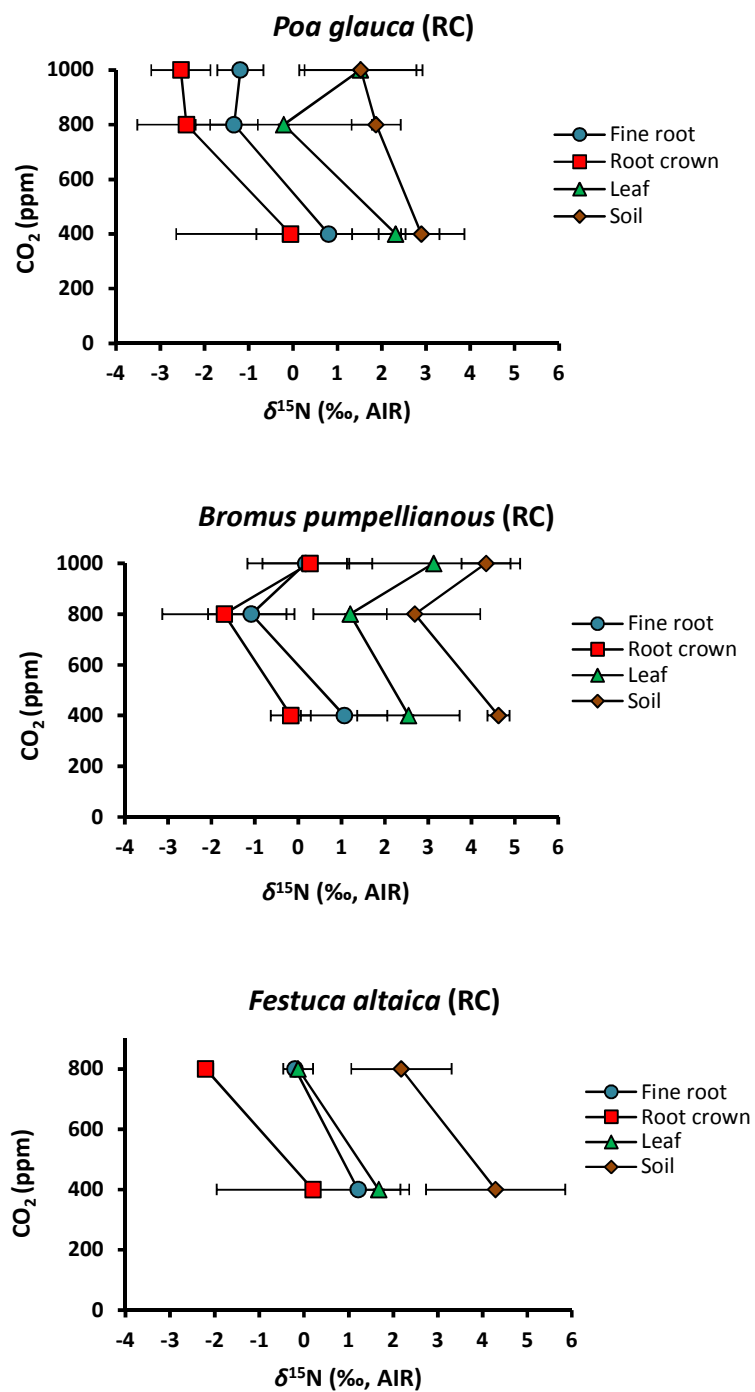 Poa glauca (RC)
1000
800
600
400
200
0
CO₂ (ppm)
-4 -3 -2 -1 0 1 2 3 4 5 6
δ¹⁵N (‰, AIR)
Fine root
Root crown
Leaf
Soil
Bromus pumpellianous (RC)
1000
800
600
400
200
0
CO₂ (ppm)
-4 -3 -2 -1 0 1 2 3 4 5 6
δ¹⁵N (‰, AIR)
Fine root
Root crown
Leaf
Soil
Festuca altaica (RC)
800
600
400
200
0
CO₂ (ppm)
-4 -3 -2 -1 0 1 2 3 4 5 6
δ¹⁵N (‰, AIR)
Fine root
Root crown
Leaf
Soil